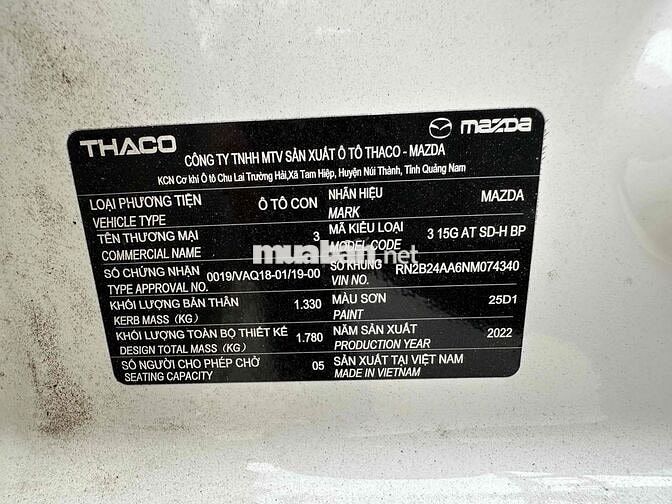 THACO
mazda
CÔNG TY TNHH MTV SẢN XUẤT Ô TÔ THACO - MAZDA
KCN Cơ khí Ô tô Chu Lai Trường Hải,Xã Tam Hiệp, Huyện Núi Thành, Tỉnh Quảng Nam
LOẠI PHƯƠNG TIỆN Ô TÔ CON NHÃN HIỆU MAZDA
VEHICLE TYPE MARK
TÊN THƯƠNG MẠI 3 MÃ KIỂU LOẠI 3 15G AT SD-H BP
COMMERCIAL NAME MODEL CODE
SỐ CHỨNG NHẬN 0019/VAQ18-01/19-00 SỐ KHUNG RN2B24AA6NM074340
TYPE APPROVAL NO. VIN NO.
KHỐI LƯỢNG BẢN THÂN 1.330 MÀU SƠN 25D1
KERB MASS (KG) PAINT
KHỐI LƯỢNG TOÀN BỘ THIẾT KẾ 1.780 NĂM SẢN XUẤT 2022
DESIGN TOTAL MASS (KG) PRODUCTION YEAR
SỐ NGƯỜI CHO PHÉP CHỞ 05 SẢN XUẤT TẠI VIỆT NAM
SEATING CAPACITY MADE IN VIETNAM
muaban.net